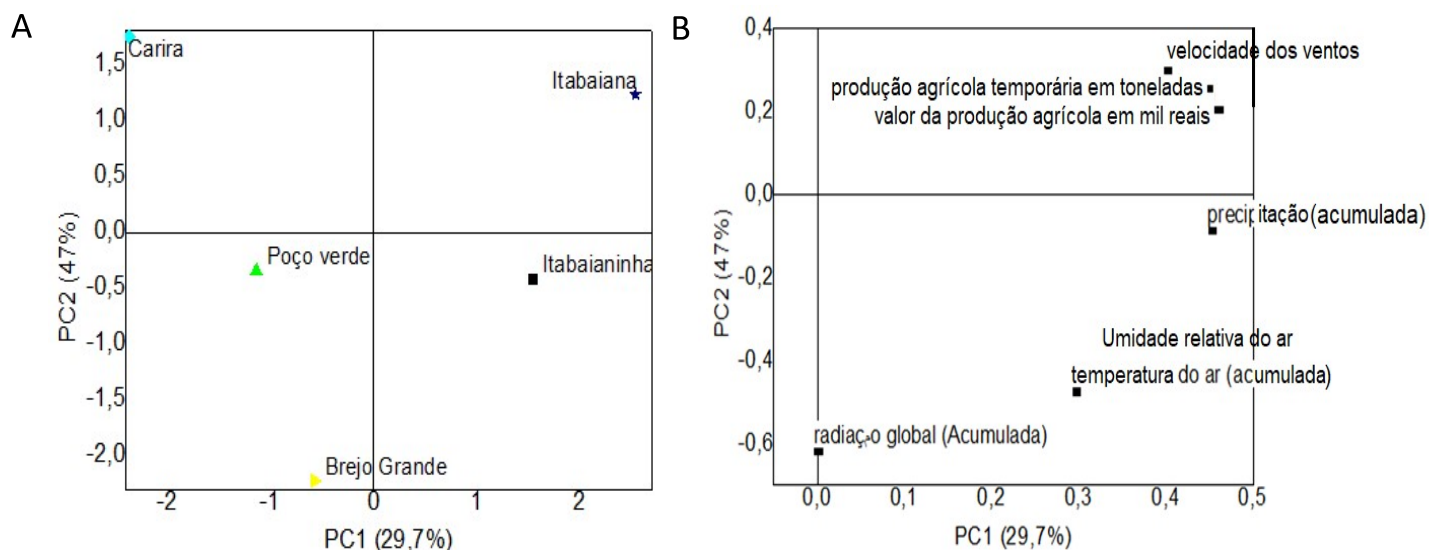 A
Carira
Itabaiana
Poço verde
Itabaianinha
Brejo Grande
1,5
1,0
0,5
0,0
-0,5
-1,0
-1,5
-2,0
PC2 (47%)
-2
-1
0
1
2
PC1 (29,7%)
B
velocidade dos ventos
produção agrícola temporária em toneladas
valor da produção agrícola em mil reais
precipitação (acumulada)
Umidade relativa do ar
temperatura do ar (acumulada)
radiaç o global (Acumulada)
0,4
0,2
0,0
-0,2
-0,4
-0,6
PC2 (47%)
0,0
0,1
0,2
0,3
0,4
0,5
PC1 (29,7%)